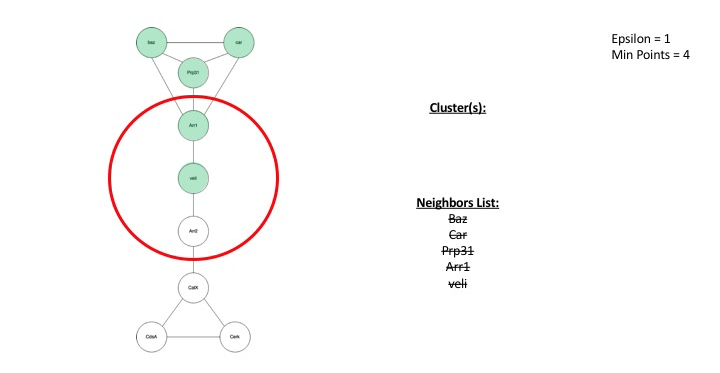 baz
car
Prp31
Arr1
veli
Arr2
CalX
CdsA
Cerk
Epsilon = 1
Min Points = 4
Cluster(s):
Neighbors List:
Baz
Car
Prp31
Arr1
veli